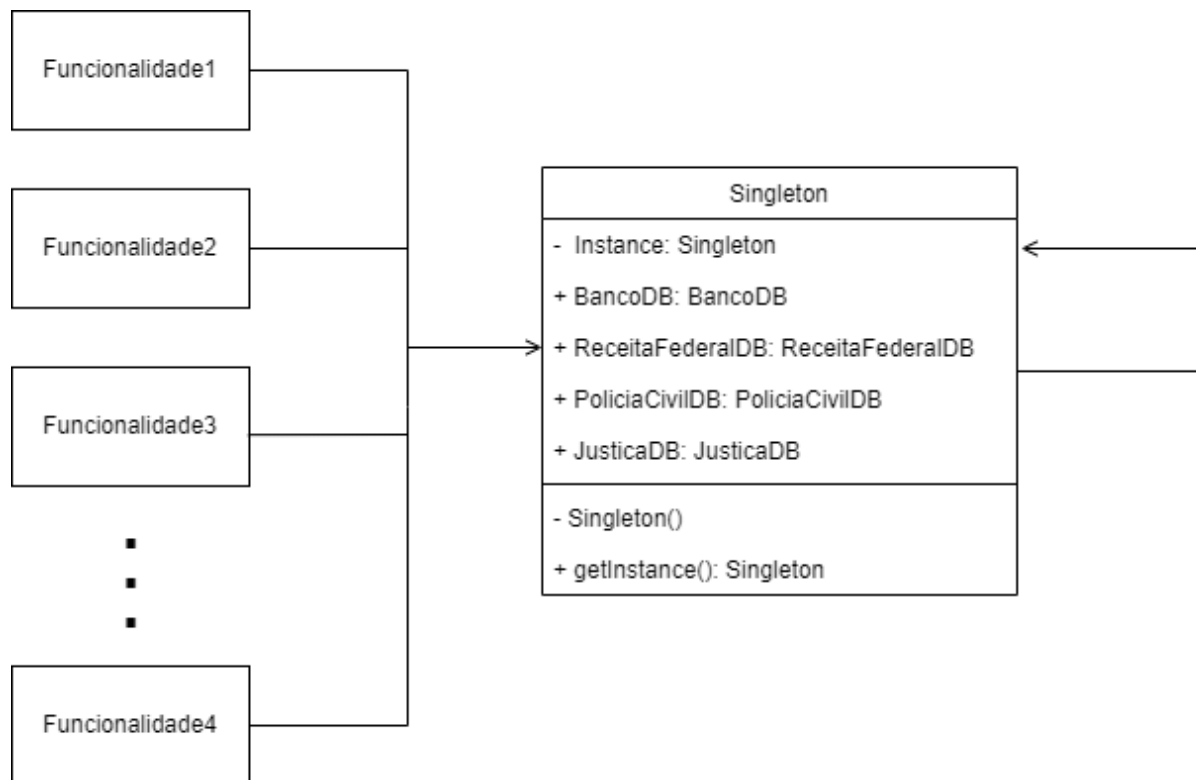 Funcionalidade1
Funcionalidade2
Funcionalidade3
Funcionalidade4
Singleton
- Instance: Singleton
+ BancoDB: BancoDB
+ ReceitaFederalDB: ReceitaFederalDB
+ PoliciaCivilDB: PoliciaCivilDB
+ JusticaDB: JusticaDB
- Singleton()
+ getInstance(): Singleton